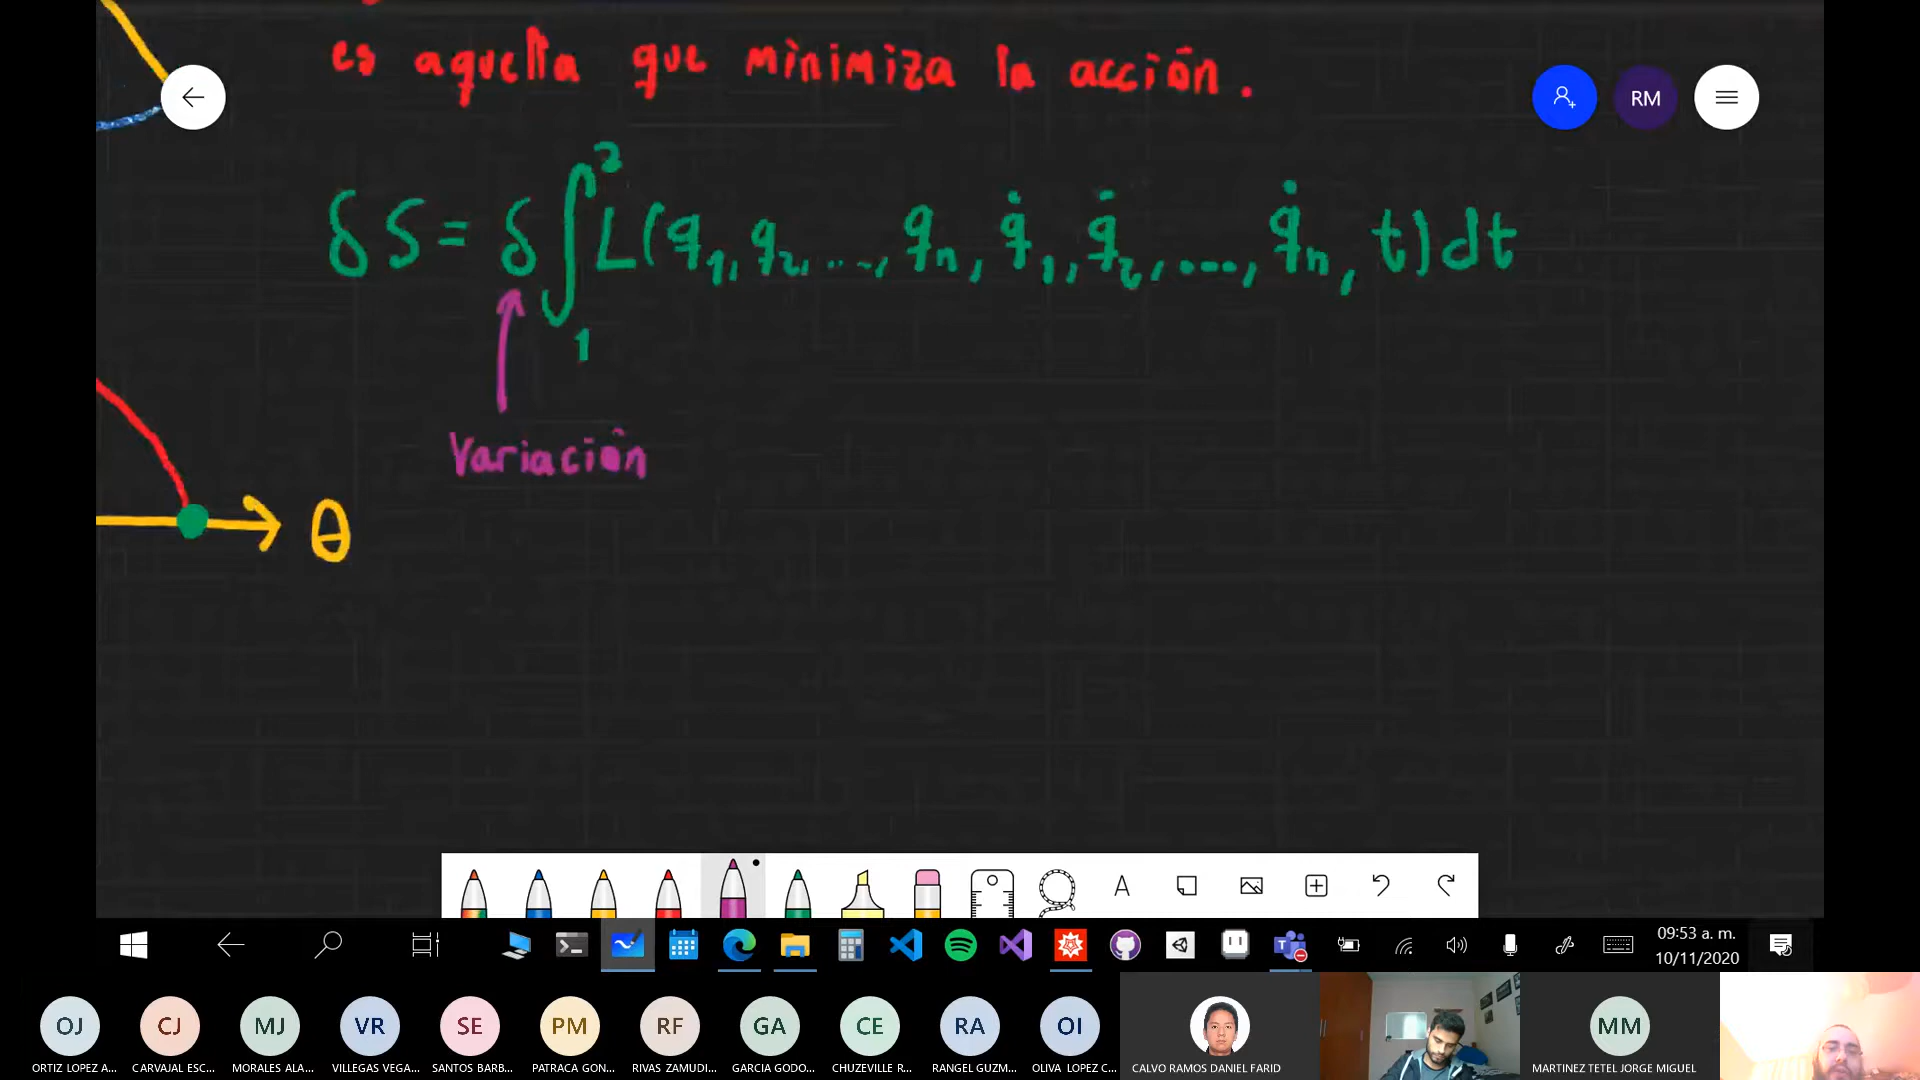 es aquella que minimiza la acción.
RM
δS = δ∫₁² L(q₁, q₂, ..., qₙ, q̇₁, q̇₂, ..., q̇ₙ, t)dt
Variación
θ
A
09:53 a. m.
10/11/2020
OJ CJ MJ VR SE PM RF GA CE RA OI MM
ORTIZ LOPEZ A... CARVAJAL ESC... MORALES ALA... VILLEGAS VEGA... SANTOS BARB... PATRACA GON... RIVAS ZAMUDI... GARCIA GODO... CHUZEVILLE R... RANGEL GUZM... OLIVA LOPEZ C... CALVO RAMOS DANIEL FARID MARTINEZ TETEL JORGE MIGUEL